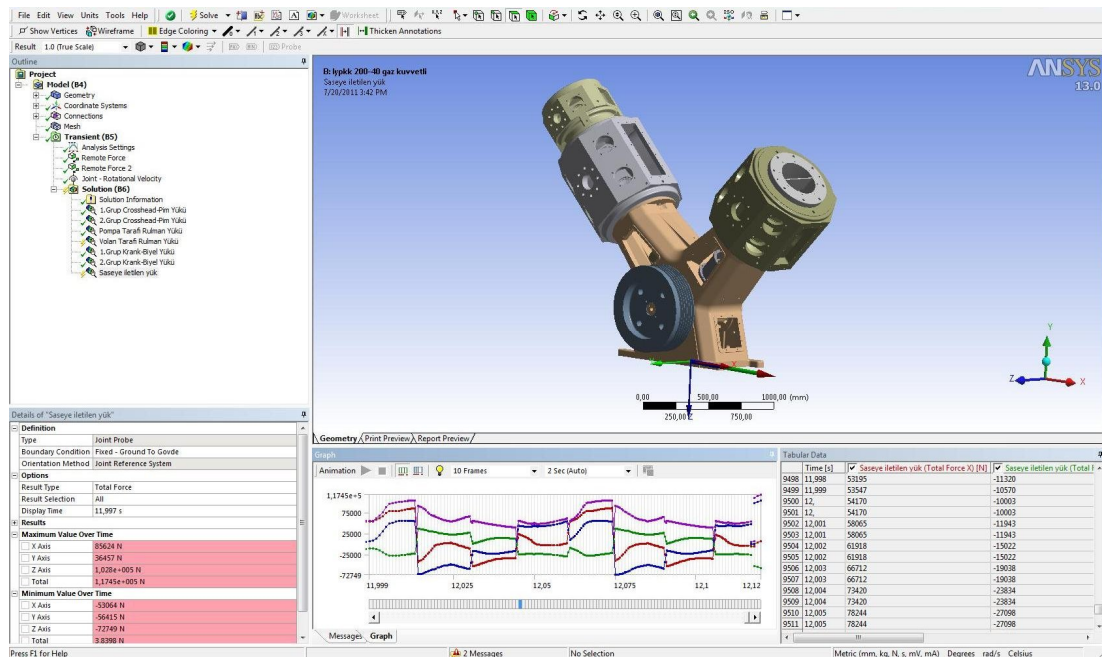 File Edit View Units Tools Help Solve Worksheet
Show Vertices Wireframe Edge Coloring Thicken Annotations
Result 1.0 (True Scale) Probe
Outline
Project
Model (B4)
Geometry
Coordinate Systems
Connections
Mesh
Transient (B5)
Analysis Settings
Remote Force
Remote Force 2
Joint - Rotational Velocity
Solution (B6)
Solution Information
1.Grup Crosshead-Pim Yükü
2.Grup Crosshead-Pim Yükü
Pompa Tarafi Rulman Yükü
Volan Tarafi Rulman Yükü
1.Grup Krank-Biyel Yükü
2.Grup Krank-Biyel Yükü
Saseye iletilen yük
B: lypkk 200-40 gaz kuvvetli
Saseye iletilen yük
7/20/2011 3:42 PM
ANSYS
13.0
Y
Z X
X
0,00 500,00 1000,00 (mm)
250,00 750,00
Z
Geometry Print Preview Report Preview
Details of "Saseye iletilen yük"
Definition
Type Joint Probe
Boundary Condition Fixed - Ground To Govde
Orientation Method Joint Reference System
Options
Result Type Total Force
Result Selection All
Display Time 11,997 s
Results
Maximum Value Over Time
X Axis 85624 N
Y Axis 36457 N
Z Axis 1,028e+005 N
Total 1,1745e+005 N
Minimum Value Over Time
X Axis -53064 N
Y Axis -56415 N
Z Axis -72749 N
Total 3.8398 N
Graph
Animation 10 Frames 2 Sec (Auto)
1,1745e+5
75000
25000
-25000
-72749
11,999 12,025 12,05 12,075 12,1 12,12
Messages Graph
Tabular Data
Time [s] Saseye iletilen yük (Total Force X) [N] Saseye iletilen yük (Total F
9498 11,998 53195 -11320
9499 11,999 53547 -10570
9500 12, 54170 -10003
9501 12, 54170 -10003
9502 12,001 58065 -11943
9503 12,001 58065 -11943
9504 12,002 61918 -15022
9505 12,002 61918 -15022
9506 12,003 66712 -19038
9507 12,003 66712 -19038
9508 12,004 73420 -23834
9509 12,004 73420 -23834
9510 12,005 78244 -27098
9511 12,005 78244 -27098
Press F1 for Help 2 Messages No Selection Metric (mm, kg, N, s, mV, mA) Degrees rad/s Celsius